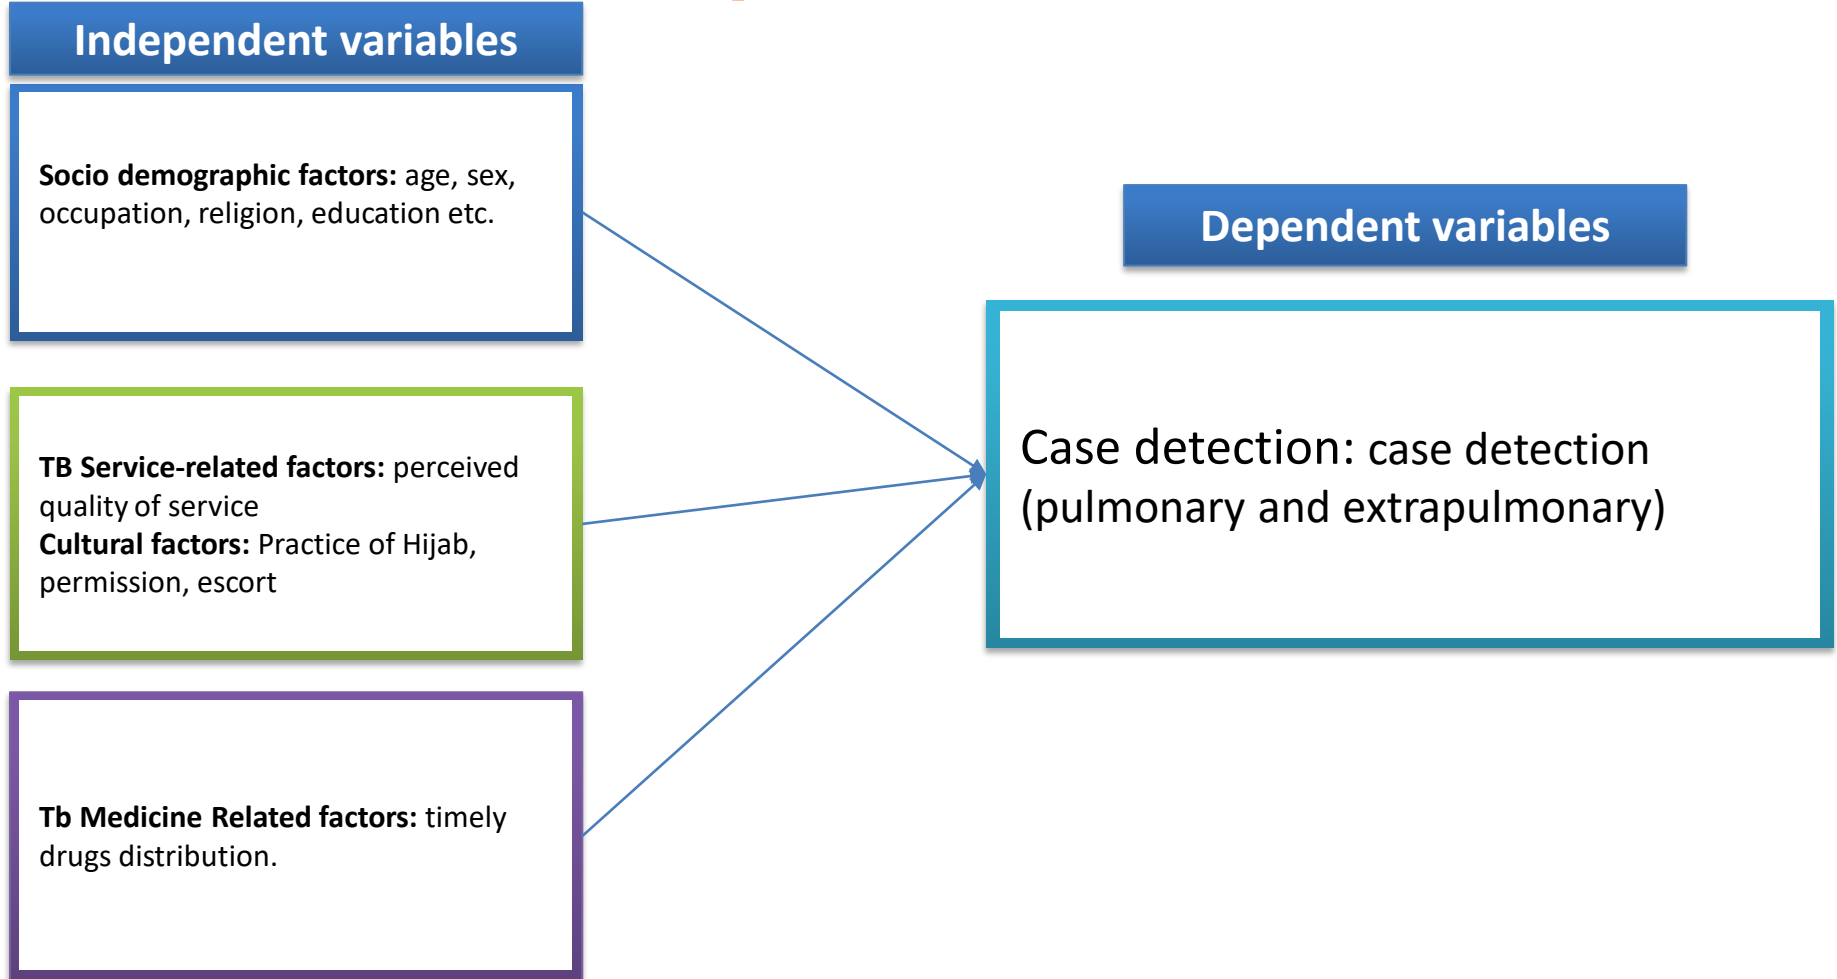 Independent variables
Socio demographic factors: age, sex,
occupation, religion, education etc.
TB Service-related factors: perceived
quality of service
Cultural factors: Practice of Hijab,
permission, escort
Tb Medicine Related factors: timely
drugs distribution.
Dependent variables
Case detection: case detection
(pulmonary and extrapulmonary)